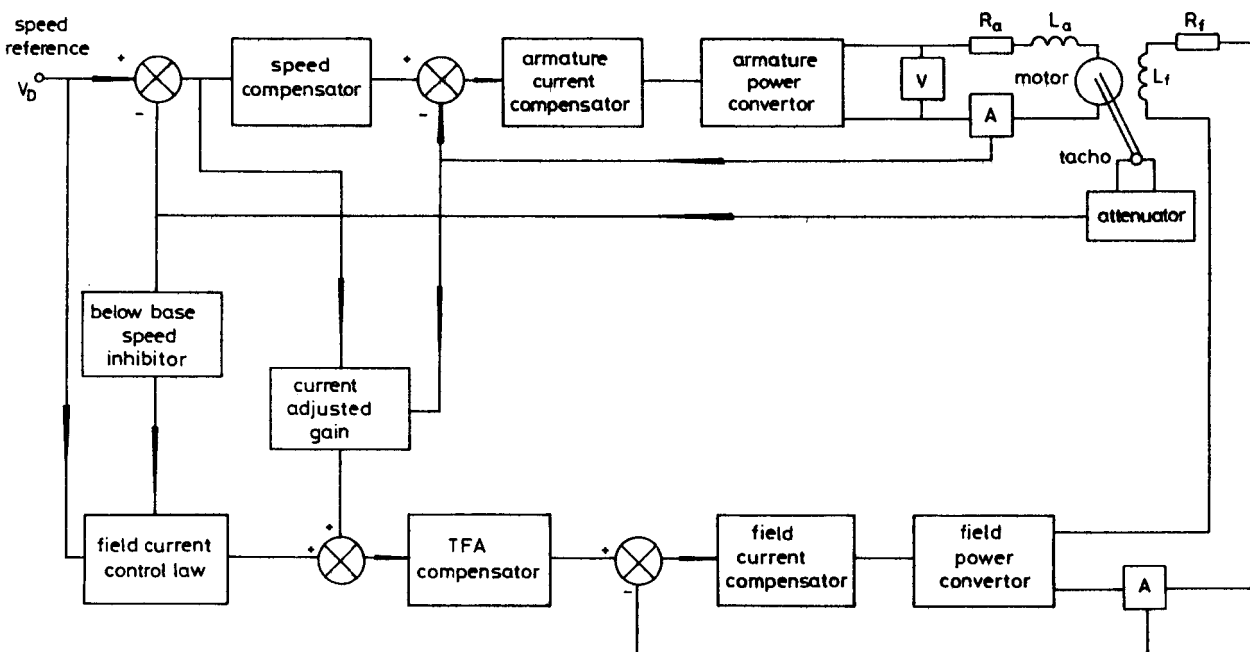 speed
reference
V_D
+
-
speed
compensator
+
-
armature
current
compensator
armature
power
convertor
V
A
R_a
L_a
motor
R_f
L_f
tacho
attenuator
below base
speed
inhibitor
current
adjusted
gain
field current
control law
+
+
TFA
compensator
+
-
field
current
compensator
field
power
convertor
A